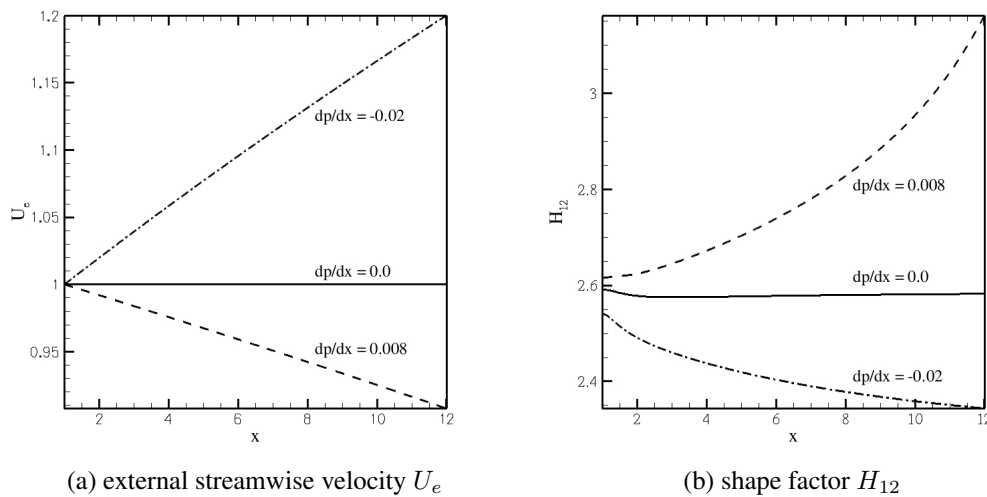 1.2
1.15
1.1
1.05
1
0.95
U_e
dp/dx = -0.02
dp/dx = 0.0
dp/dx = 0.008
2 4 6 8 10 12
x
(a) external streamwise velocity U_e
3
2.8
2.6
2.4
H_12
dp/dx = 0.008
dp/dx = 0.0
dp/dx = -0.02
2 4 6 8 10 12
x
(b) shape factor H_12